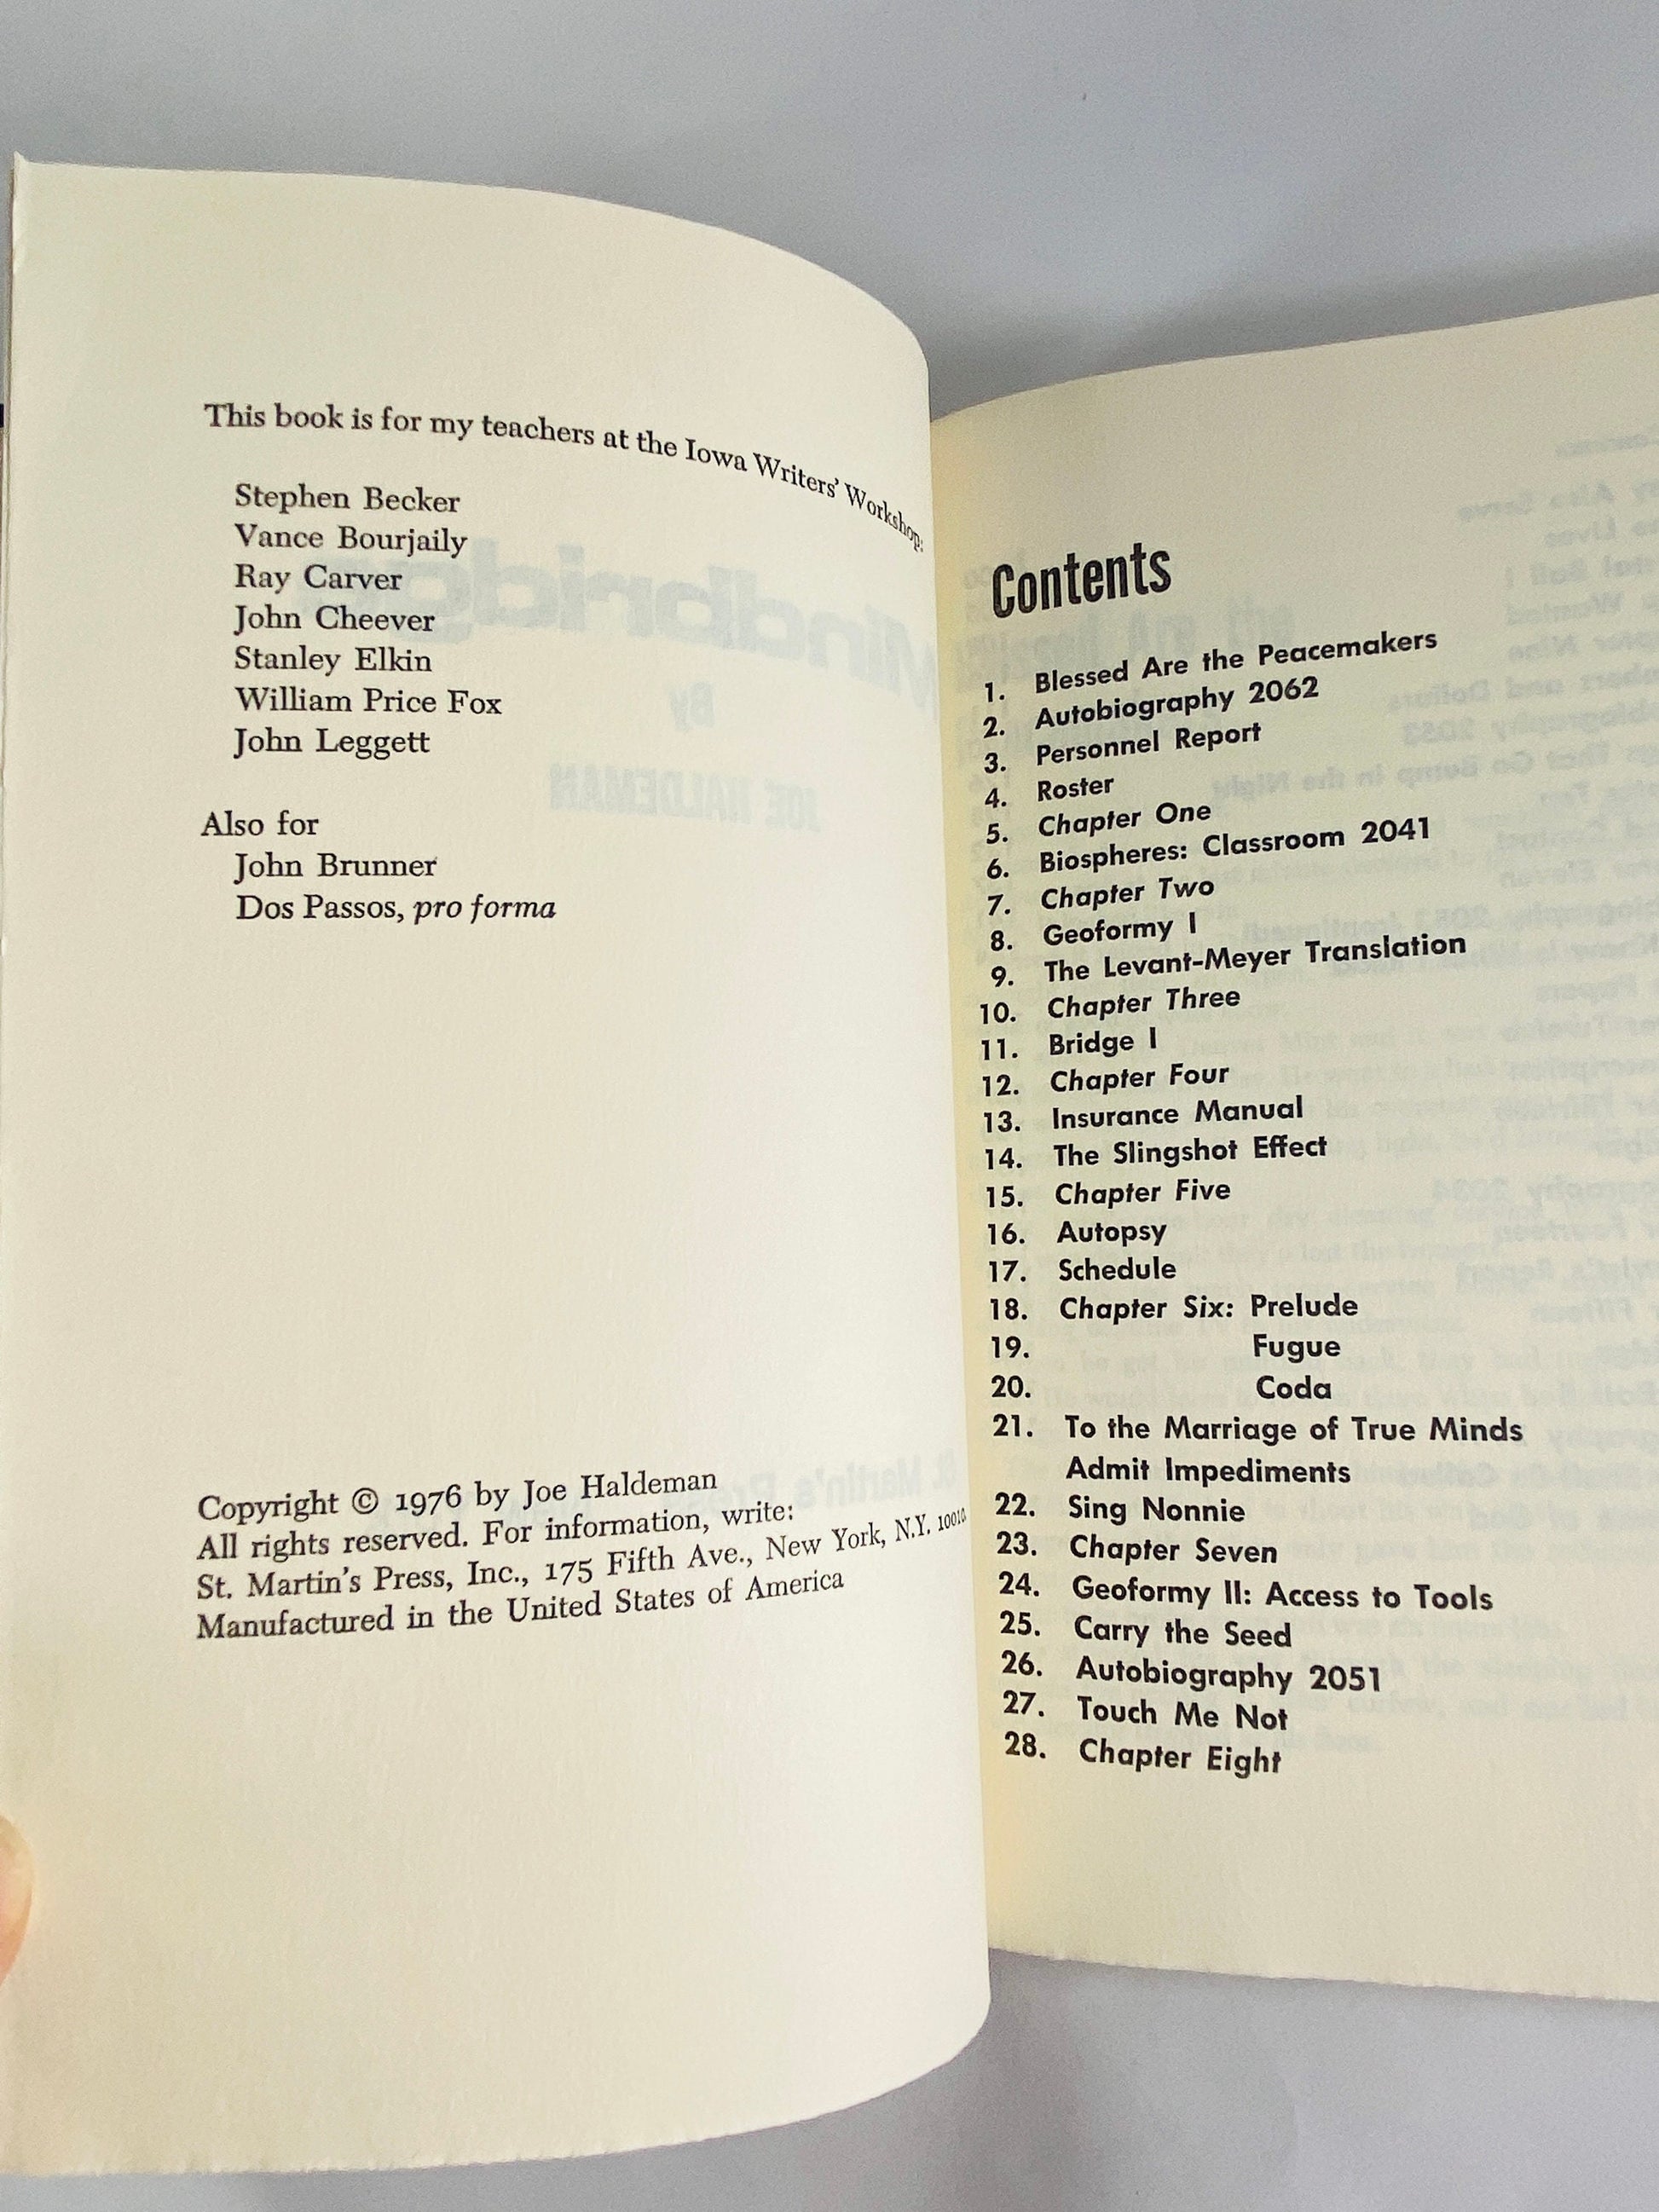 This book is for my teachers at the Iowa Writers' Workshop:
Stephen Becker
Vance Bourjaily
Ray Carver
John Cheever
Stanley Elkin
William Price Fox
John Leggett
Also for
John Brunner
Dos Passos, pro forma
Copyright © 1976 by Joe Haldeman
All rights reserved. For information, write:
St. Martin's Press, Inc., 175 Fifth Ave., New York, N.Y. 10010
Manufactured in the United States of America
Contents
1. Blessed Are the Peacemakers
2. Autobiography 2062
3. Personnel Report
4. Roster
5. Chapter One
6. Biospheres: Classroom 2041
7. Chapter Two
8. Geoformy I
9. The Levant-Meyer Translation
10. Chapter Three
11. Bridge I
12. Chapter Four
13. Insurance Manual
14. The Slingshot Effect
15. Chapter Five
16. Autopsy
17. Schedule
18. Chapter Six: Prelude
19. Fugue
20. Coda
21. To the Marriage of True Minds
Admit Impediments
22. Sing Nonnie
23. Chapter Seven
24. Geoformy II: Access to Tools
25. Carry the Seed
26. Autobiography 2051
27. Touch Me Not
28. Chapter Eight